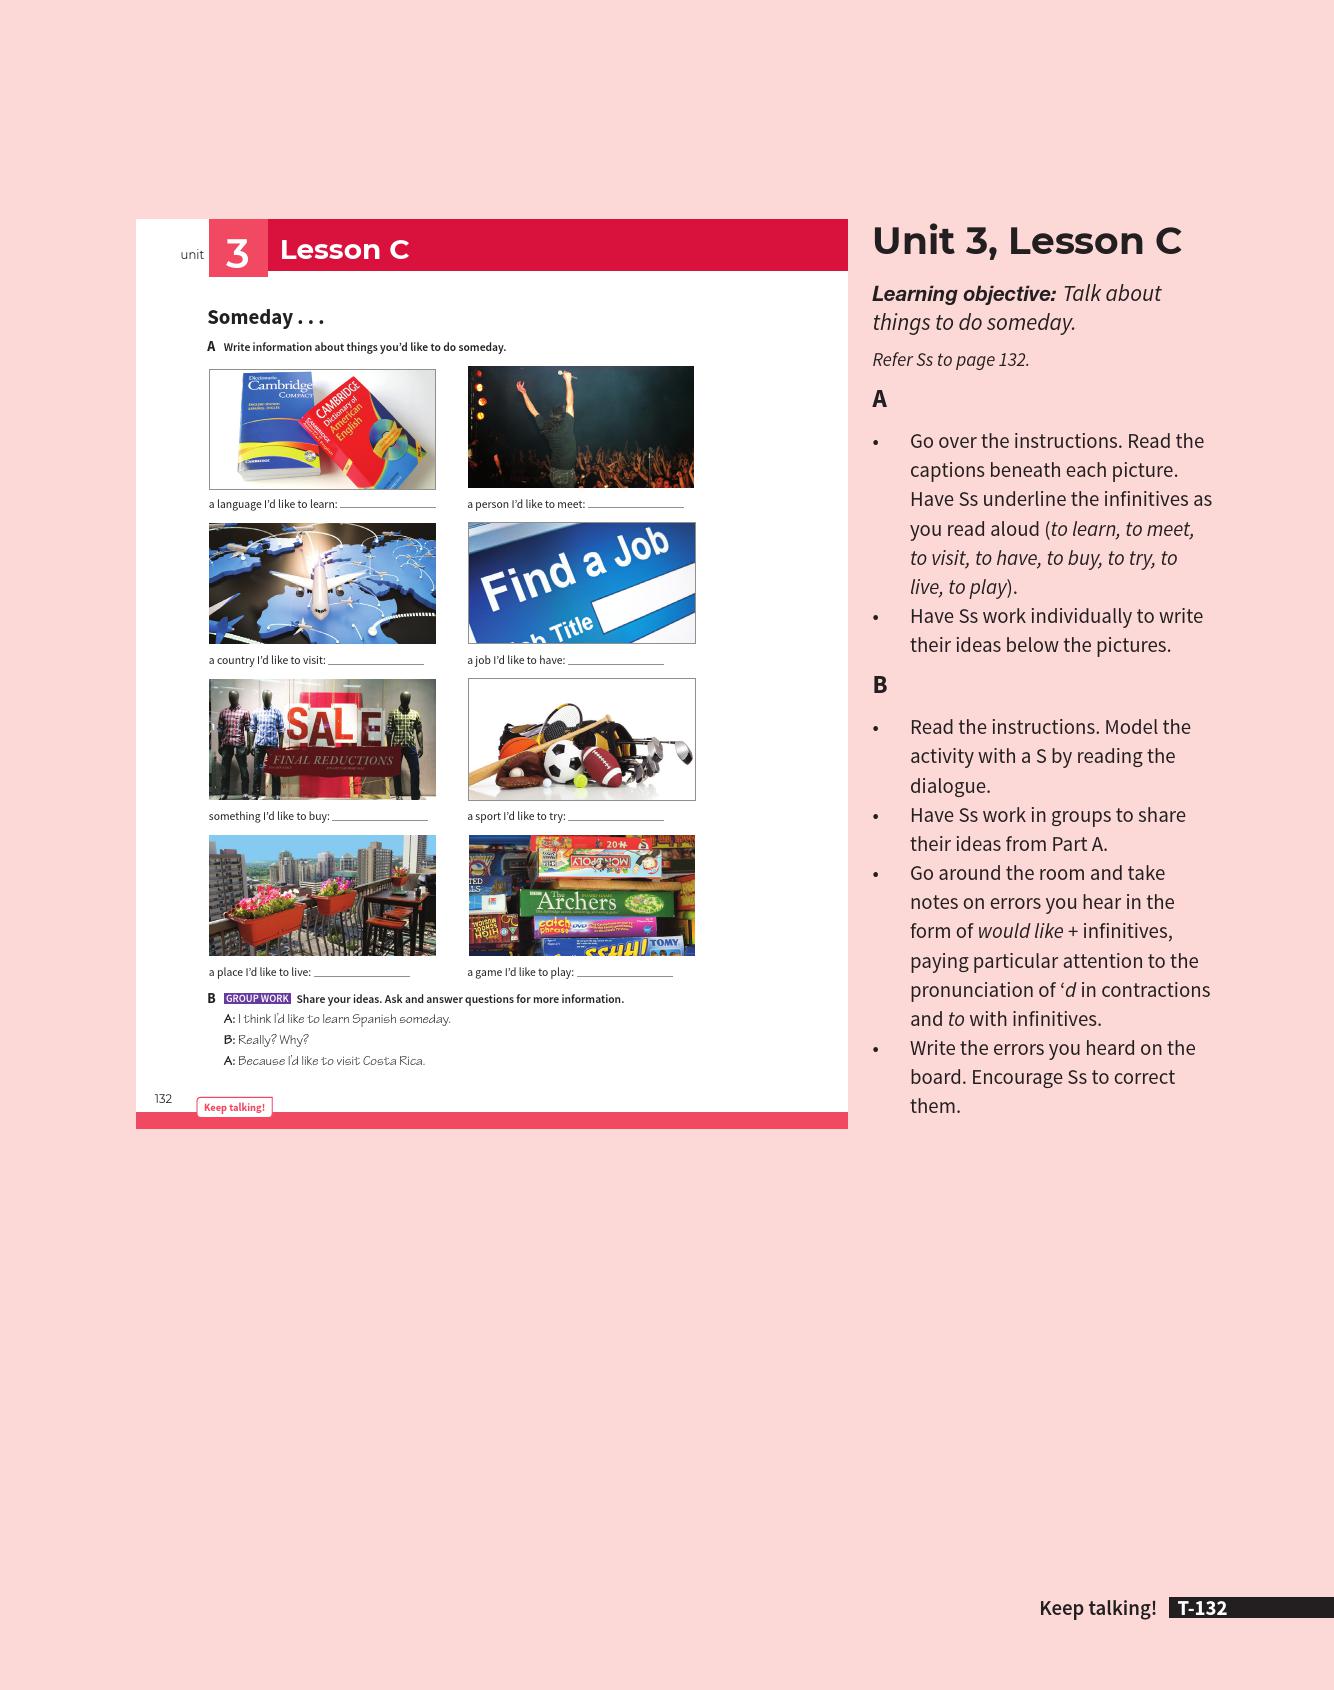 unit
3
Lesson C
Someday . . .
A Write information about things you’d like to do someday.
Diccionario
Cambridge
COMPACT
CAMBRIDGE
Dictionary of
American
English
a language I’d like to learn:
a person I’d like to meet:
Find a Job
Job Title
a country I’d like to visit:
a job I’d like to have:
SALE
FINAL REDUCTIONS
something I’d like to buy:
a sport I’d like to try:
MONOPOLY
The
Archers
catch
phrase
DVD
SSHH!
TOMY
a place I’d like to live:
a game I’d like to play:
B GROUP WORK Share your ideas. Ask and answer questions for more information.
A: I think I’d like to learn Spanish someday.
B: Really? Why?
A: Because I’d like to visit Costa Rica.
132
Keep talking!
Unit 3, Lesson C
Learning objective: Talk about
things to do someday.
Refer Ss to page 132.
A
• Go over the instructions. Read the
captions beneath each picture.
Have Ss underline the infinitives as
you read aloud (to learn, to meet,
to visit, to have, to buy, to try, to
live, to play).
• Have Ss work individually to write
their ideas below the pictures.
B
• Read the instructions. Model the
activity with a S by reading the
dialogue.
• Have Ss work in groups to share
their ideas from Part A.
• Go around the room and take
notes on errors you hear in the
form of would like + infinitives,
paying particular attention to the
pronunciation of ‘d in contractions
and to with infinitives.
• Write the errors you heard on the
board. Encourage Ss to correct
them.
Keep talking! T-132